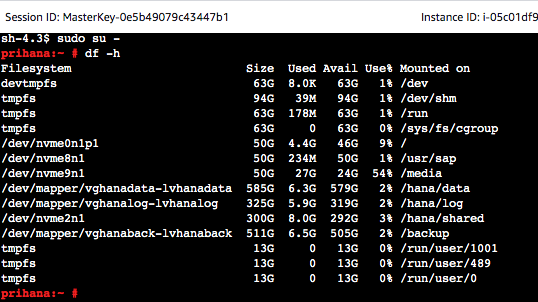 Session ID: MasterKey-0e5b49079c43447b1 Instance ID: i-05c01df9
sh-4.3$ sudo su -
prihana:~ # df -h
Filesystem Size Used Avail Use% Mounted on
devtmpfs 63G 8.0K 63G 1% /dev
tmpfs 94G 39M 94G 1% /dev/shm
tmpfs 63G 178M 63G 1% /run
tmpfs 63G 0 63G 0% /sys/fs/cgroup
/dev/nvme0n1p1 50G 4.4G 46G 9% /
/dev/nvme8n1 50G 234M 50G 1% /usr/sap
/dev/nvme9n1 50G 27G 24G 54% /media
/dev/mapper/vghanadata-lvhanadata 585G 6.3G 579G 2% /hana/data
/dev/mapper/vghanalog-lvhanalog 325G 5.9G 319G 2% /hana/log
/dev/nvme2n1 300G 8.0G 292G 3% /hana/shared
/dev/mapper/vghanaback-lvhanaback 511G 6.5G 505G 2% /backup
tmpfs 13G 0 13G 0% /run/user/1001
tmpfs 13G 0 13G 0% /run/user/489
tmpfs 13G 0 13G 0% /run/user/0
prihana:~ #